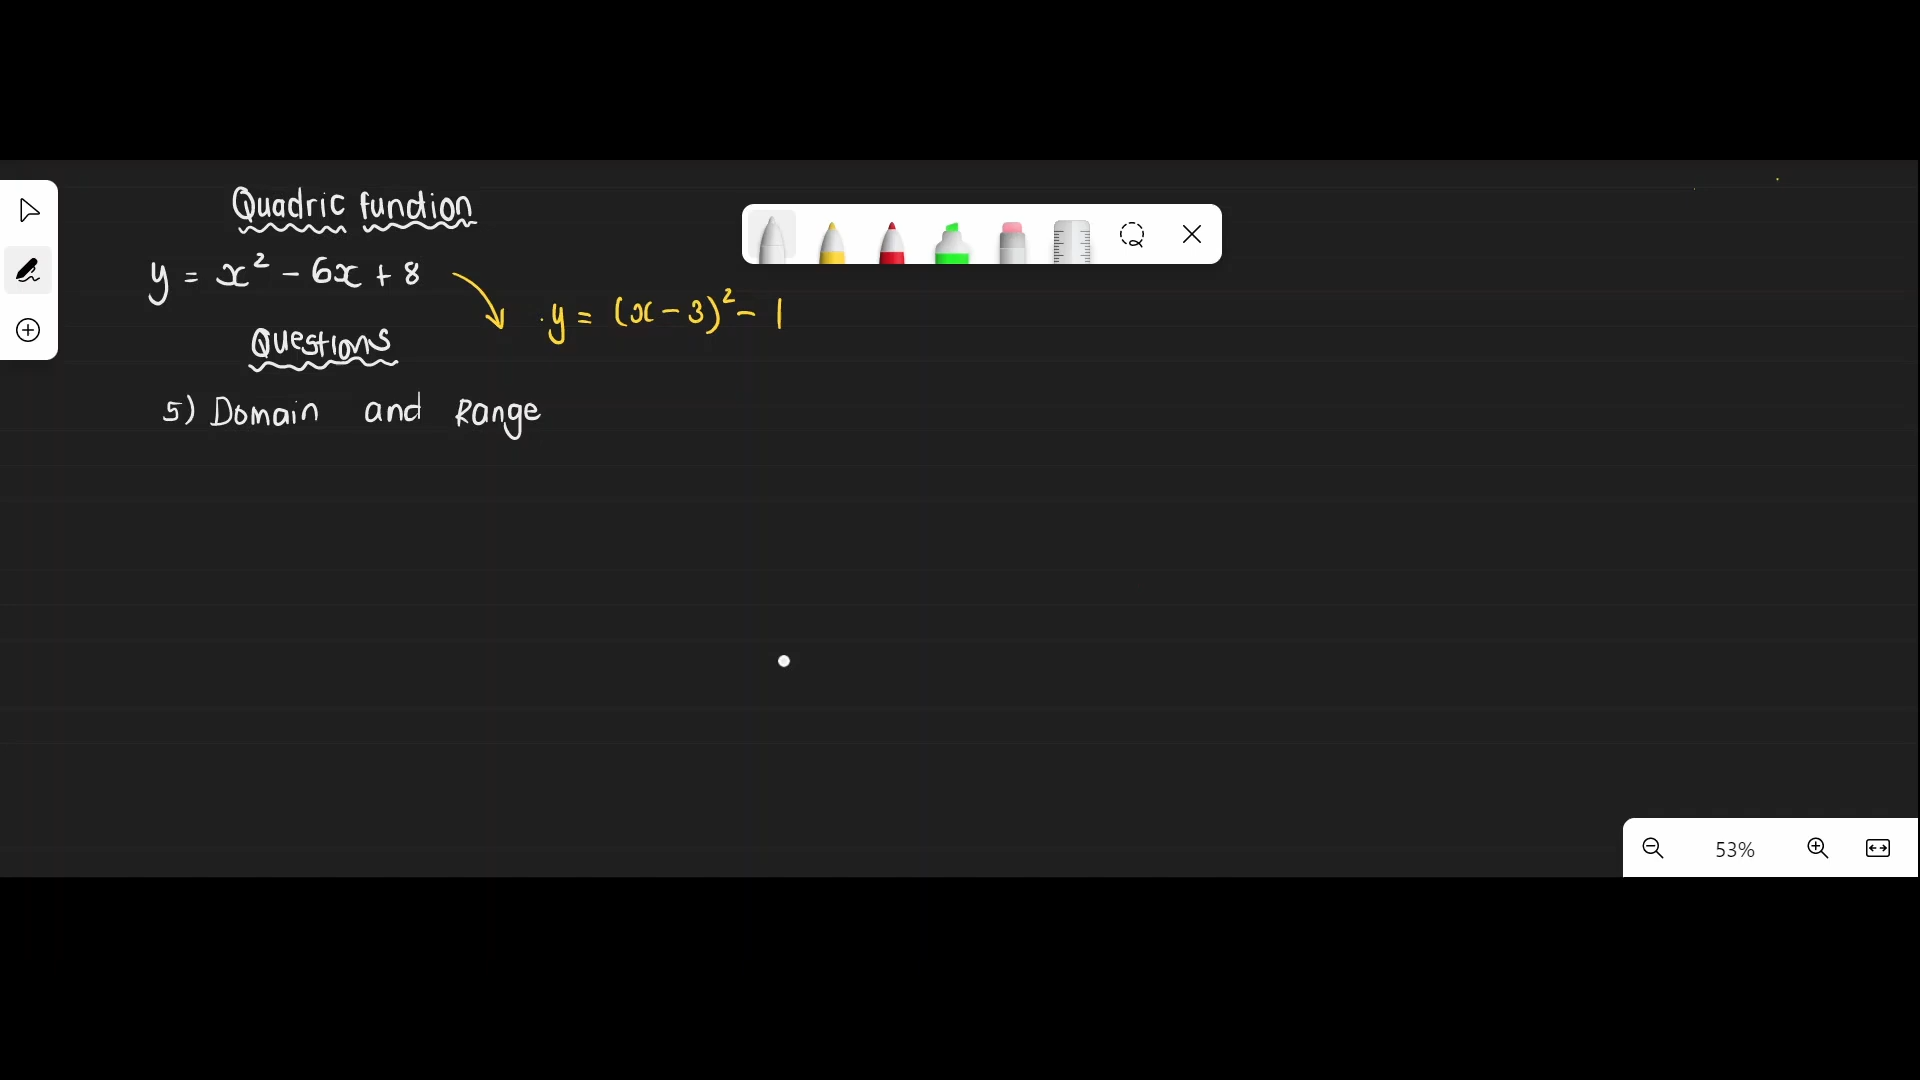 Quadric function
y = x² - 6x + 8
y = (x - 3)² - 1
Questions
5) Domain and Range
53%